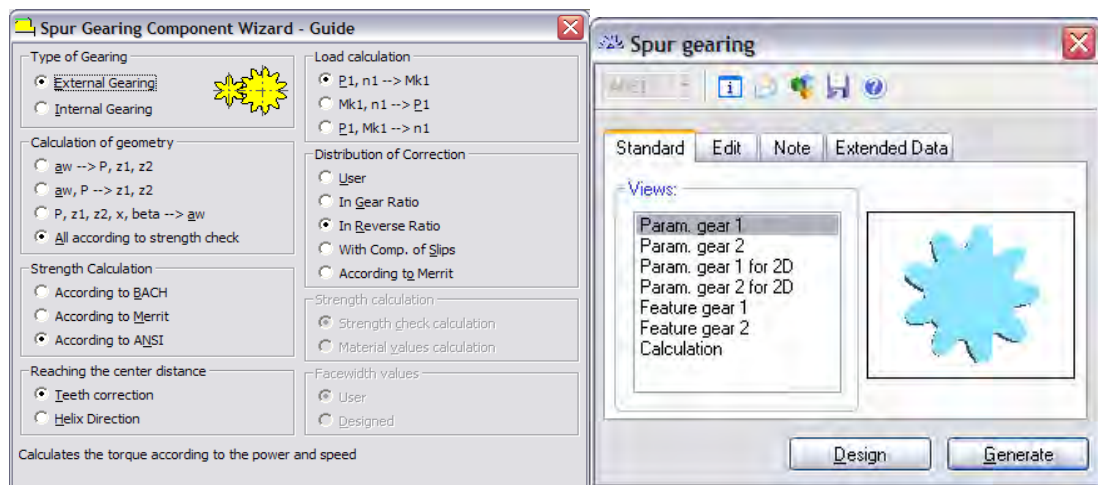 Spur Gearing Component Wizard - Guide
Type of Gearing
External Gearing
Internal Gearing
Calculation of geometry
aw --> P, z1, z2
aw, P --> z1, z2
P, z1, z2, x, beta --> aw
All according to strength check
Strength Calculation
According to BACH
According to Merrit
According to ANSI
Reaching the center distance
Teeth correction
Helix Direction
Load calculation
P1, n1 --> Mk1
Mk1, n1 --> P1
P1, Mk1 --> n1
Distribution of Correction
User
In Gear Ratio
In Reverse Ratio
With Comp. of Slips
According to Merrit
Strength calculation
Strength check calculation
Material values calculation
Facewidth values
User
Designed
Calculates the torque according to the power and speed
Spur gearing
Standard Edit Note Extended Data
Views:
Param. gear 1
Param. gear 2
Param. gear 1 for 2D
Param. gear 2 for 2D
Feature gear 1
Feature gear 2
Calculation
Design Generate